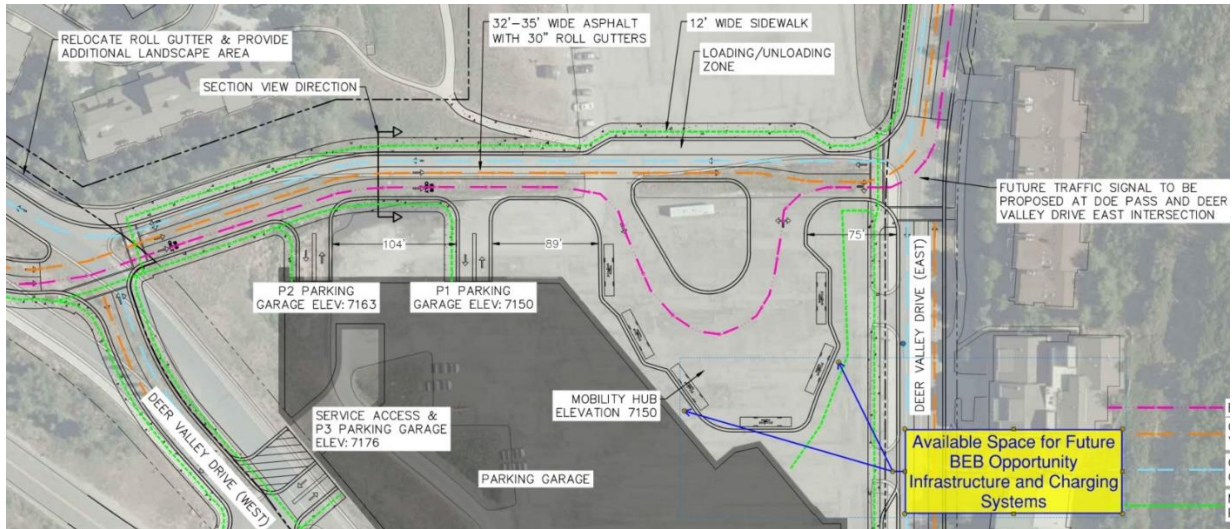 RELOCATE ROLL GUTTER & PROVIDE
ADDITIONAL LANDSCAPE AREA
32'-35' WIDE ASPHALT
WITH 30" ROLL GUTTERS
12' WIDE SIDEWALK
LOADING/UNLOADING
ZONE
SECTION VIEW DIRECTION
FUTURE TRAFFIC SIGNAL TO BE
PROPOSED AT DOE PASS AND DEER
VALLEY DRIVE EAST INTERSECTION
104'
89'
75'
P2 PARKING
GARAGE ELEV: 7163
P1 PARKING
GARAGE ELEV: 7150
DEER VALLEY DRIVE (EAST)
MOBILITY HUB
ELEVATION 7150
SERVICE ACCESS &
P3 PARKING GARAGE
ELEV: 7176
DEER VALLEY DRIVE (WEST)
PARKING GARAGE
Available Space for Future
BEB Opportunity
Infrastructure and Charging
Systems